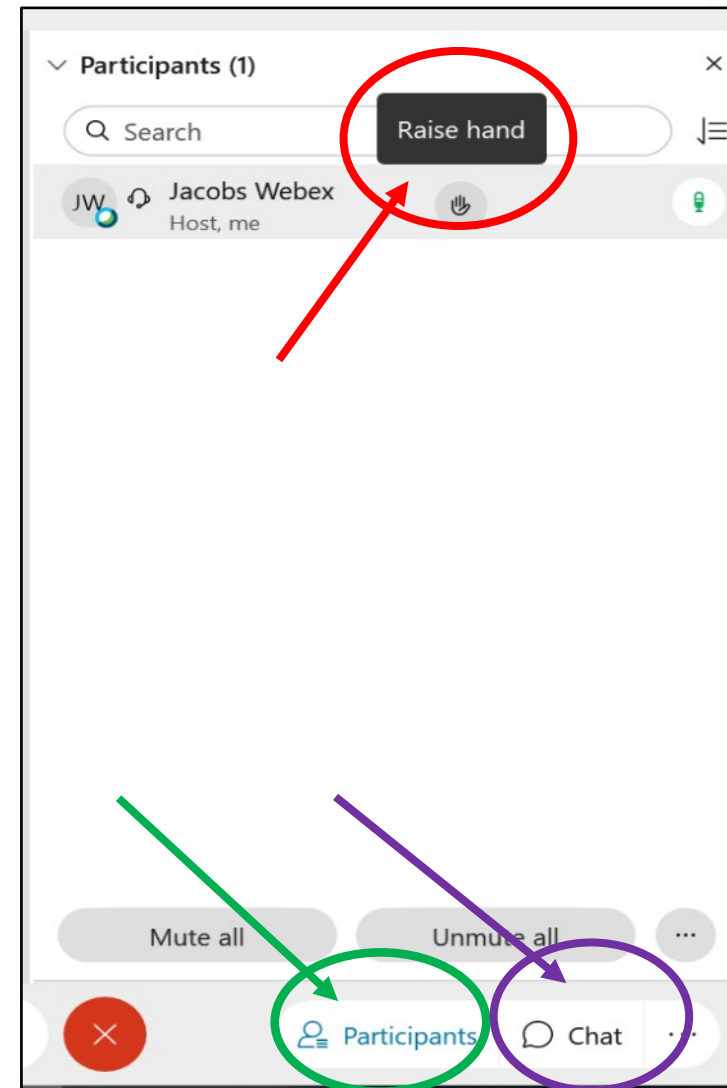 Participants (1)
Search
Raise hand
JW
Jacobs Webex
Host, me
Mute all
Unmute all
Participants
Chat